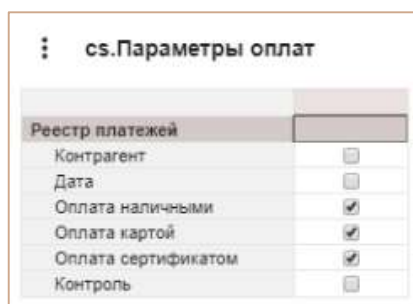 cs.Параметры оплат
Реестр платежей
Контрагент
Дата
Оплата наличными
Оплата картой
Оплата сертификатом
Контроль